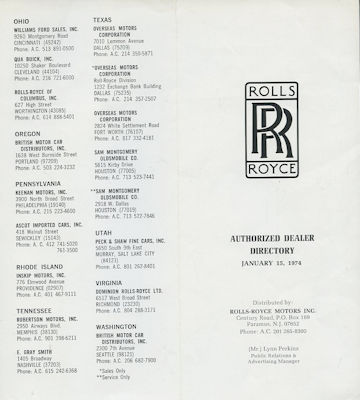 OHIO
WILLIAMS FORD SALES, INC.
9260 Montgomery Road
CINCINNATI (45242)
Phone: A.C. 513 891-0500
QUA BUICK, INC.
10250 Shaker Boulevard
CLEVELAND (44104)
Phone: A.C. 216 721-6000
ROLLS-ROYCE OF
COLUMBUS, INC.
627 High Street
WORTHINGTON (43085)
Phone: A.C. 614 888-5401
OREGON
BRITISH MOTOR CAR
DISTRIBUTORS, INC.
1638 West Burnside Street
PORTLAND (97209)
Phone: A.C. 503 224-3232
PENNSYLVANIA
KEENAN MOTORS, INC.
3900 North Broad Street
PHILADELPHIA (19140)
Phone: A.C. 215 223-4600
ASCOT IMPORTED CARS, INC.
418 Walnut Street
SEWICKLEY (15143)
Phone: A. C. 412 741-5020
761-3500
RHODE ISLAND
INSKIP MOTORS, INC.
776 Elmwood Avenue
PROVIDENCE (02907)
Phone: A.C. 401 467-9111
TENNESSEE
ROBERTSON MOTORS, INC.
2950 Airways Blvd.
MEMPHIS (38130)
Phone: A.C. 901 398-6211
E. GRAY SMITH
1405 Broadway
NASHVILLE (37203)
Phone: A.C. 615 242-6368
TEXAS
OVERSEAS MOTORS
CORPORATION
7018 Lemmon Avenue
DALLAS (75209)
Phone: A.C. 214 350-5871
*OVERSEAS MOTORS
CORPORATION
Roll-Royce Division
1232 Exchange Bank Building
DALLAS (75235)
Phone: A.C. 214 357-2507
OVERSEAS MOTORS
CORPORATION
2824 White Settlement Road
FORT WORTH (76107)
Phone: A.C. 817 332-4181
SAM MONTGOMERY
OLDSMOBILE CO.
5815 Kirby Drive
HOUSTON (77005)
Phone: A.C. 713 523-7441
**SAM MONTGOMERY
OLDSMOBILE CO.
2918 W. Dallas
HOUSTON (77019)
Phone: A.C. 713 522-7846
UTAH
PECK & SHAW FINE CARS, INC.
5650 South 9th East
MURRAY, SALT LAKE CITY
(84121)
Phone: A.C. 801 262-8401
VIRGINIA
DOMINION ROLLS-ROYCE LTD.
6517 West Broad Street
RICHMOND (23230)
Phone: A.C. 804 288-3171
WASHINGTON
BRITISH MOTOR CAR
DISTRIBUTORS, INC.
2300 7th Avenue
SEATTLE (98121)
Phone: A.C. 206 682-7900
*Sales Only
**Service Only
ROLLS
RR
ROYCE
AUTHORIZED DEALER
DIRECTORY
JANUARY 15, 1974
Distributed by:
ROLLS-ROYCE MOTORS INC.
Century Road, P.O. Box 189
Paramus, N.J. 07652
Phone: A.C. 201 265-8300
(Mr.) Lynn Perkins
Public Relations &
Advertising Manager